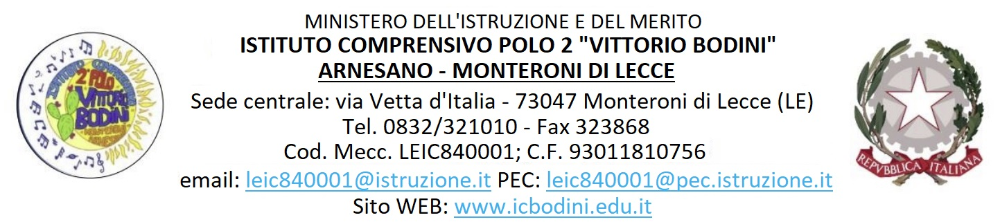 MINISTERO DELL'ISTRUZIONE E DEL MERITO
ISTITUTO COMPRENSIVO POLO 2 "VITTORIO BODINI"
ARNESANO - MONTERONI DI LECCE
Sede centrale: via Vetta d'Italia - 73047 Monteroni di Lecce (LE)
Tel. 0832/321010 - Fax 323868
Cod. Mecc. LEIC840001; C.F. 93011810756
email: leic840001@istruzione.it PEC: leic840001@pec.istruzione.it
Sito WEB: www.icbodini.edu.it
ISTITUTO COMPRENSIVO
2° POLO
VITTORIO
BODINI
REPVBBLICA ITALIANA